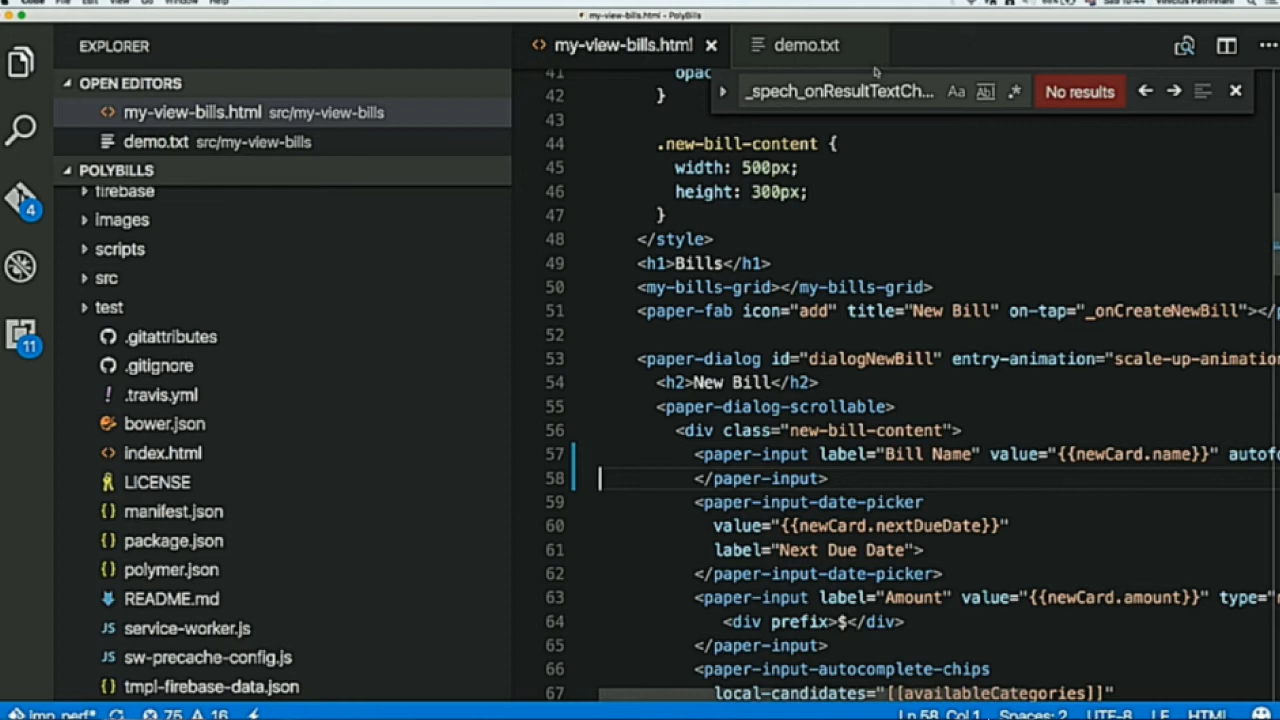 Code File Edit View Go Window Help
my-view-bills.html - PolyBills
EXPLORER
OPEN EDITORS
my-view-bills.html src/my-view-bills
demo.txt src/my-view-bills
POLYBILLS
firebase
images
scripts
src
test
.gitattributes
.gitignore
.travis.yml
bower.json
index.html
LICENSE
manifest.json
package.json
polymer.json
README.md
service-worker.js
sw-precache-config.js
tmpl-firebase-data.json
4
11
my-view-bills.html
demo.txt
_spech_onResultTextCh...
Aa
Abl
.*
No results
41 opac
42 }
43
44 .new-bill-content {
45 width: 500px;
46 height: 300px;
47 }
48 </style>
49 <h1>Bills</h1>
50 <my-bills-grid></my-bills-grid>
51 <paper-fab icon="add" title="New Bill" on-tap="_onCreateNewBill"></p
52
53 <paper-dialog id="dialogNewBill" entry-animation="scale-up-animation
54 <h2>New Bill</h2>
55 <paper-dialog-scrollable>
56 <div class="new-bill-content">
57 <paper-input label="Bill Name" value="{{newCard.name}}" autofo
58 </paper-input>
59 <paper-input-date-picker
60 value="{{newCard.nextDueDate}}"
61 label="Next Due Date">
62 </paper-input-date-picker>
63 <paper-input label="Amount" value="{{newCard.amount}}" type="n
64 <div prefix>$</div>
65 </paper-input>
66 <paper-input-autocomplete-chips
67 local-candidates="[[availableCategories]]"
imp_perf* 75 16
Ln 58, Col 1 Spaces: 2 UTF-8 LF HTML